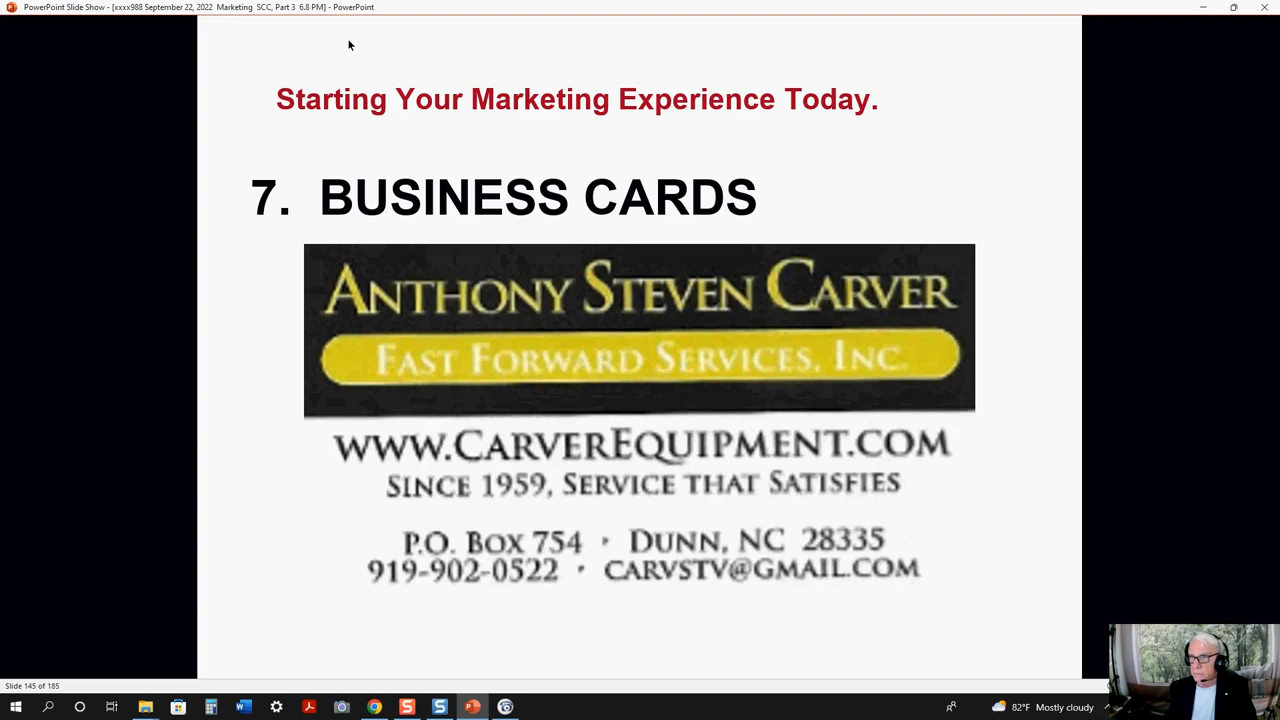 PowerPoint Slide Show - [xxxx988 September 22, 2022 Marketing SCC, Part 3 6.8 PM] - PowerPoint
Starting Your Marketing Experience Today.
7. BUSINESS CARDS
ANTHONY STEVEN CARVER
FAST FORWARD SERVICES, INC.
WWW.CARVEREQUIPMENT.COM
SINCE 1959, SERVICE THAT SATISFIES
P.O. BOX 754 · DUNN, NC 28335
919-902-0522 · CARVSTV@GMAIL.COM
Slide 145 of 185
82°F Mostly cloudy